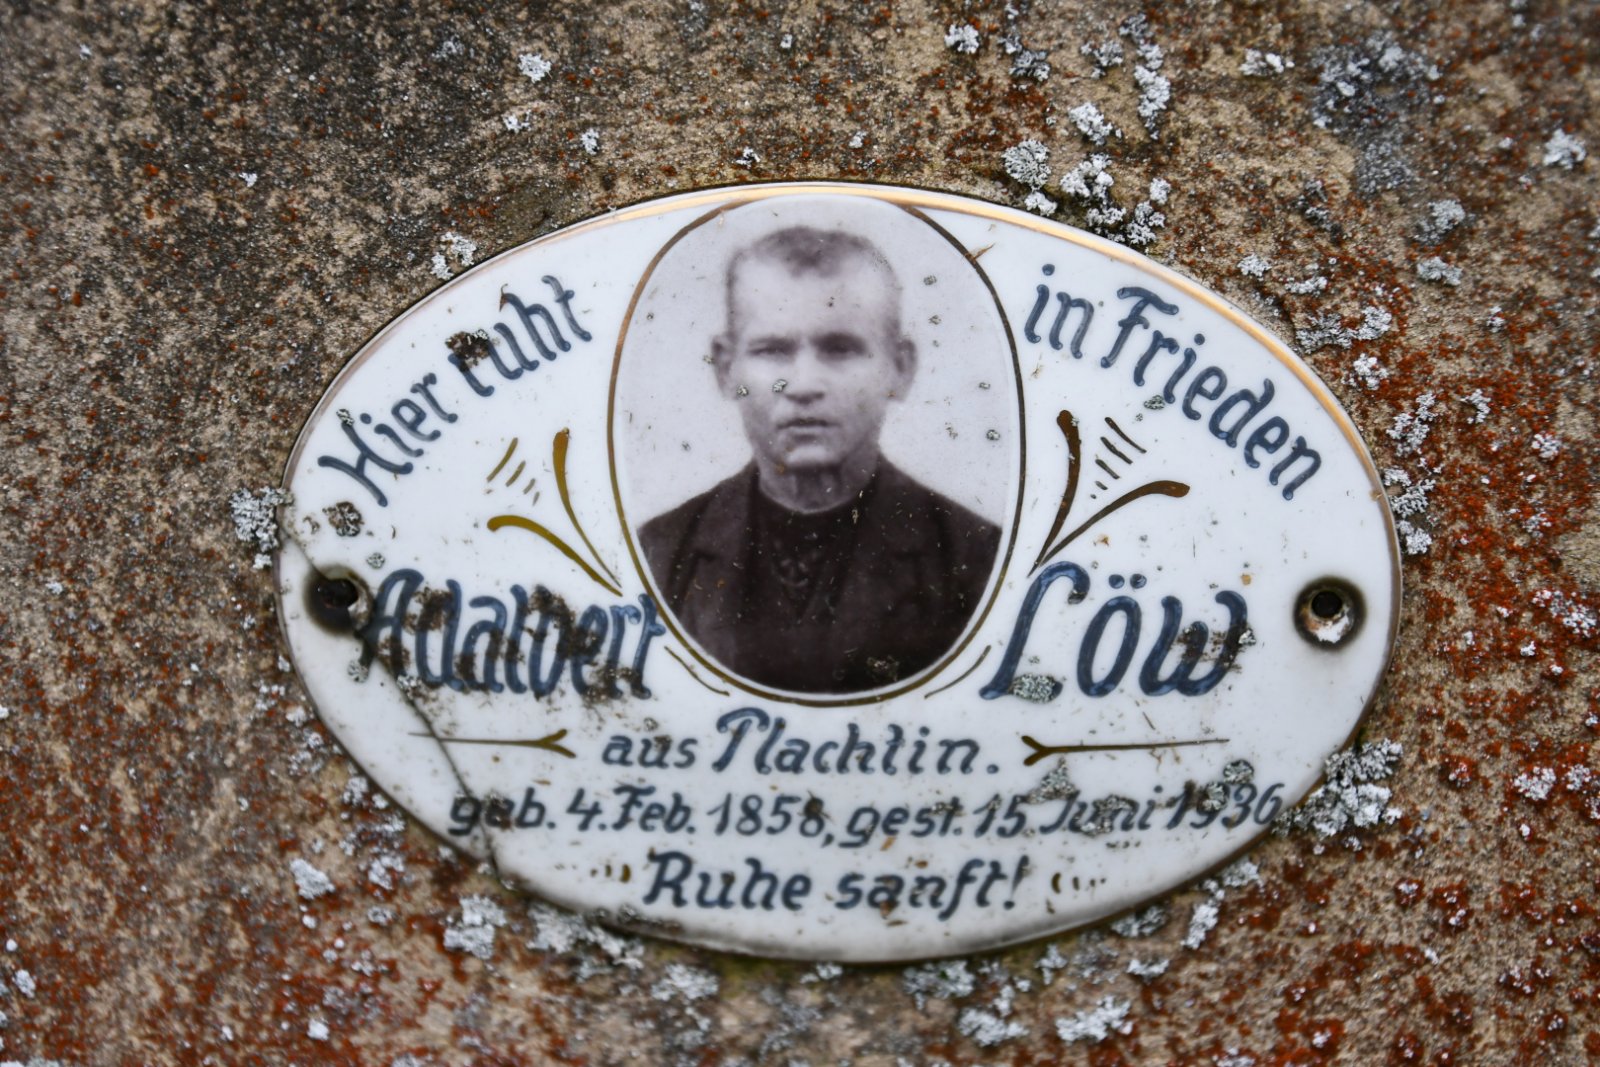 Hier ruht in Frieden
Adalbert Löw
aus Plachtin.
geb. 4. Feb. 1858, gest. 15. Juni 1936
Ruhe sanft!